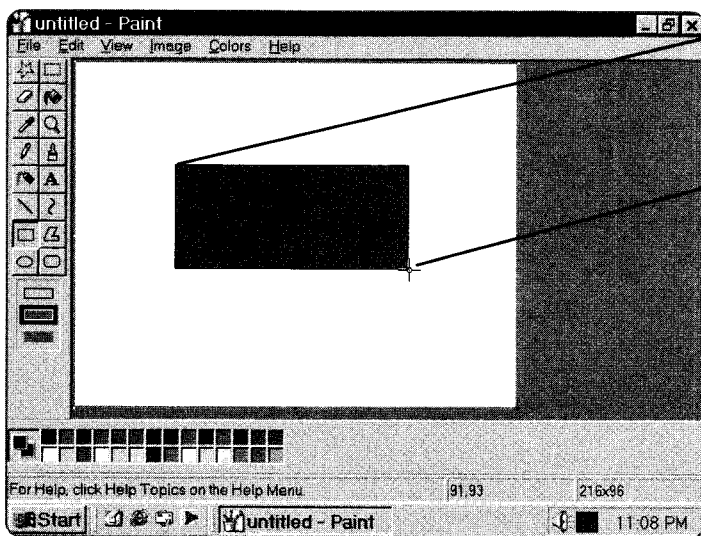 untitled - Paint
File Edit View Image Colors Help
A
For Help, click Help Topics on the Help Menu. 91,93 216x96
Start untitled - Paint 11:08 PM